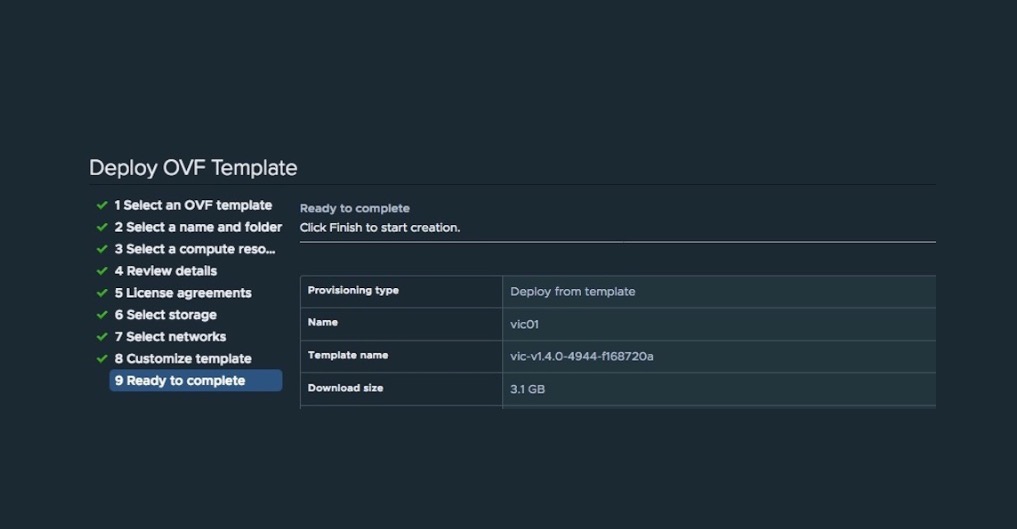 Deploy OVF Template
1 Select an OVF template
2 Select a name and folder
3 Select a compute reso...
4 Review details
5 License agreements
6 Select storage
7 Select networks
8 Customize template
9 Ready to complete
Ready to complete
Click Finish to start creation.
Provisioning type Deploy from template
Name vic01
Template name vic-v1.4.0-4944-f168720a
Download size 3.1 GB